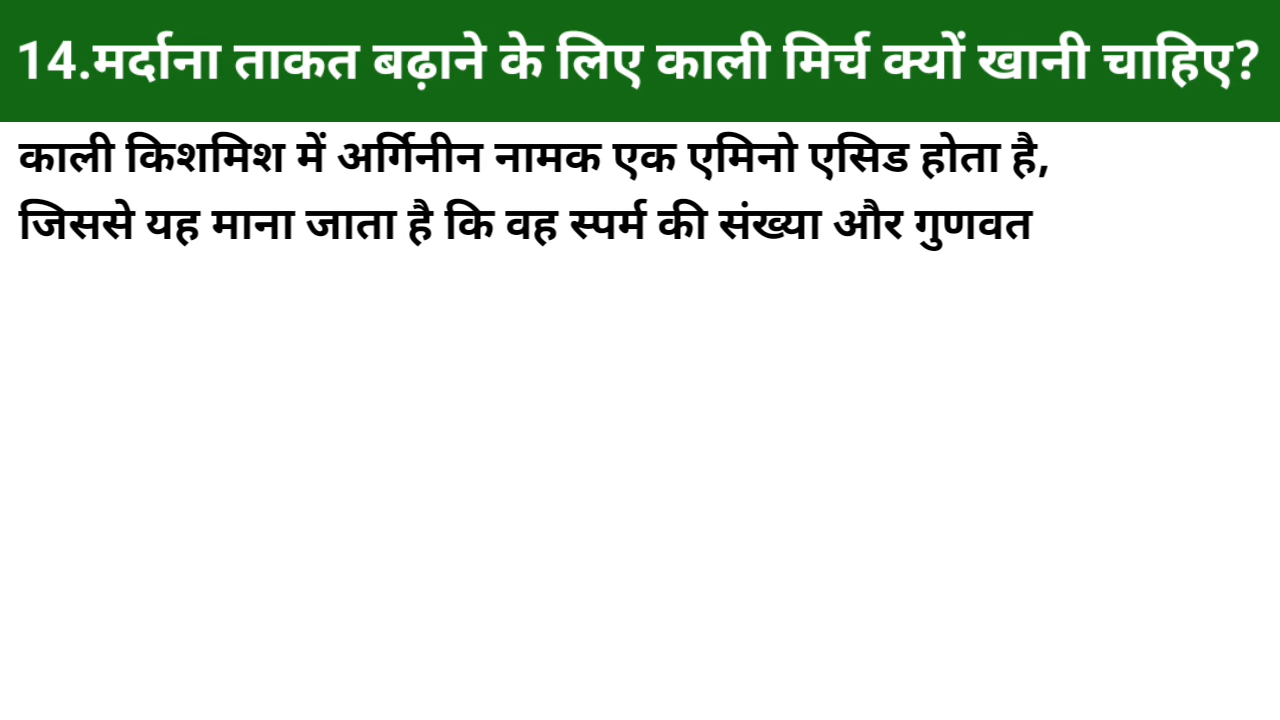 14.मर्दाना ताकत बढ़ाने के लिए काली मिर्च क्यों खानी चाहिए?
काली किशमिश में अर्गिनीन नामक एक एमिनो एसिड होता है,
जिससे यह माना जाता है कि वह स्पर्म की संख्या और गुणवत